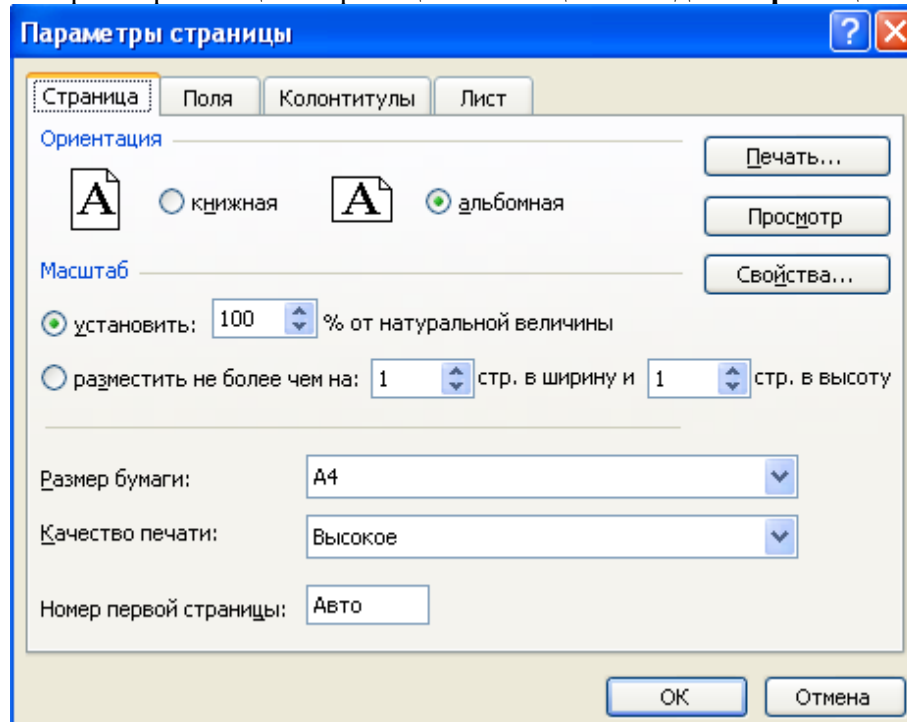 Параметры страницы
Страница Поля Колонтитулы Лист
Ориентация
A книжная A альбомная
Печать...
Просмотр
Масштаб
Свойства...
установить: 100 % от натуральной величины
разместить не более чем на: 1 стр. в ширину и 1 стр. в высоту
Размер бумаги: A4
Качество печати: Высокое
Номер первой страницы: Авто
ОК Отмена